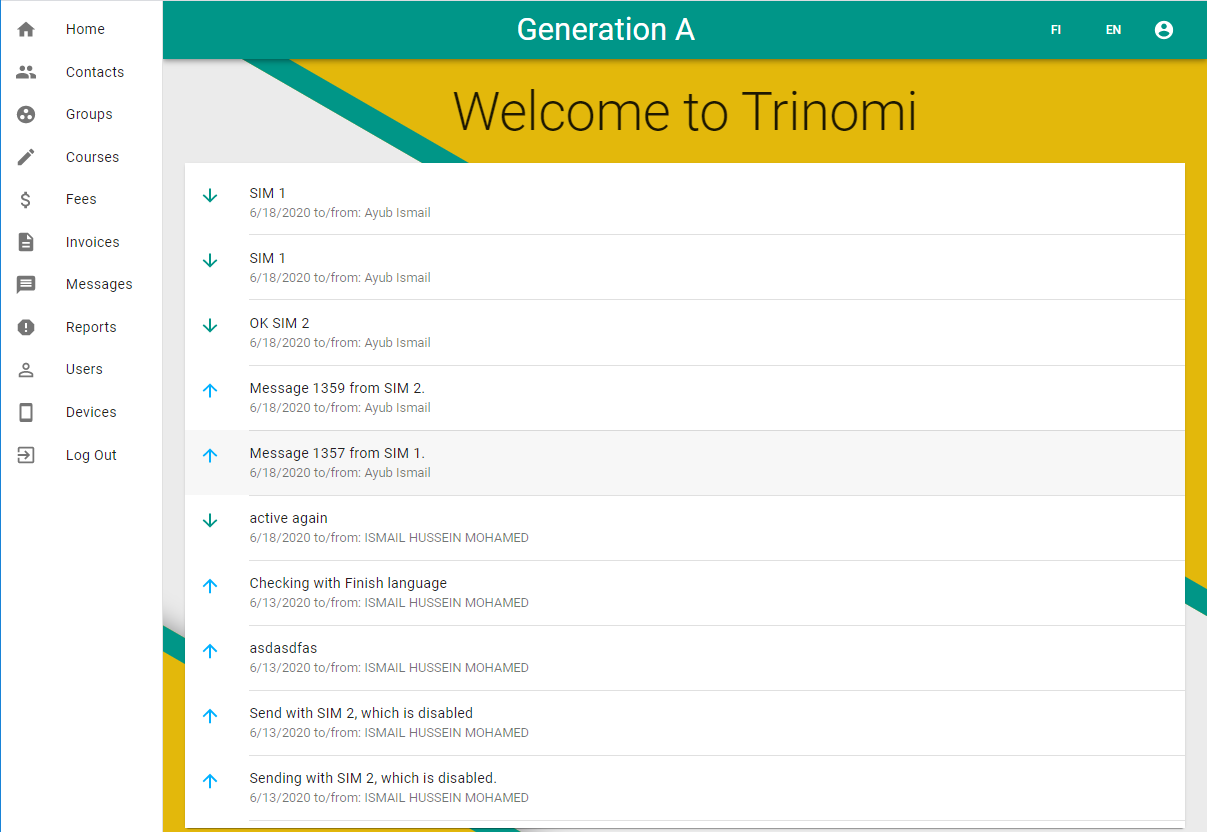 Home
Contacts
Groups
Courses
Fees
Invoices
Messages
Reports
Users
Devices
Log Out
Generation A
FI
EN
Welcome to Trinomi
SIM 1
6/18/2020 to/from: Ayub Ismail
SIM 1
6/18/2020 to/from: Ayub Ismail
OK SIM 2
6/18/2020 to/from: Ayub Ismail
Message 1359 from SIM 2.
6/18/2020 to/from: Ayub Ismail
Message 1357 from SIM 1.
6/18/2020 to/from: Ayub Ismail
active again
6/18/2020 to/from: ISMAIL HUSSEIN MOHAMED
Checking with Finish language
6/13/2020 to/from: ISMAIL HUSSEIN MOHAMED
asdasdfas
6/13/2020 to/from: ISMAIL HUSSEIN MOHAMED
Send with SIM 2, which is disabled
6/13/2020 to/from: ISMAIL HUSSEIN MOHAMED
Sending with SIM 2, which is disabled.
6/13/2020 to/from: ISMAIL HUSSEIN MOHAMED